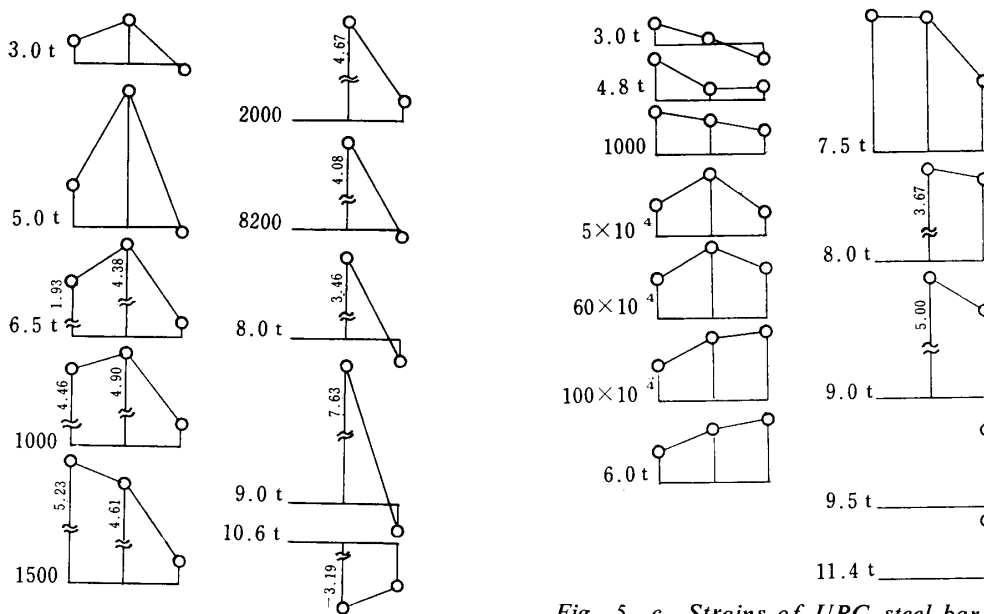 3.0 t
5.0 t
1.93
4.38
6.5 t
4.46
4.90
1000
5.23
4.61
1500
4.67
2000
4.08
8200
3.46
8.0 t
7.63
9.0 t
10.6 t
-3.19
3.0 t
4.8 t
1000
5×10⁴
60×10⁴
100×10⁴
6.0 t
7.5 t
3.67
8.0 t
5.00
9.0 t
9.5 t
11.4 t
Fig. 5 c Strains of URC steel bar